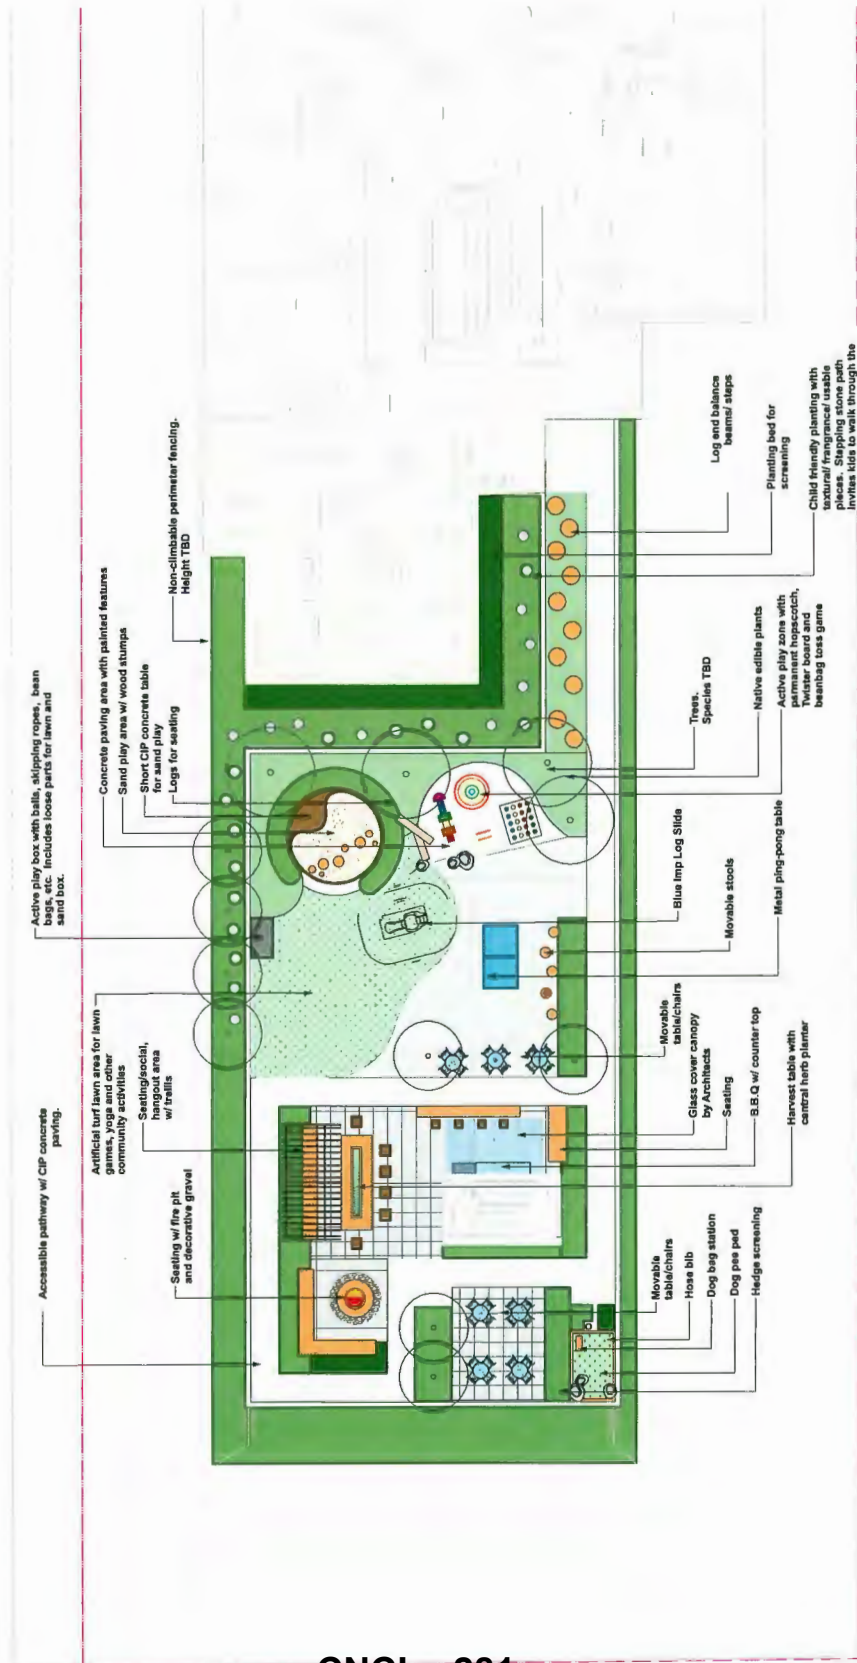 Accessible pathway w/ CIP concrete
paving.
Active play box with balls, skipping ropes, bean
bags, etc. Includes loose parts for lawn and
sand box.
Artificial turf lawn area for lawn
games, yoga and other
community activities
Concrete paving area with painted features
Sand play area w/ wood stumps
Short CIP concrete table
for sand play
Logs for seating
Non-climbable perimeter fencing.
Height TBD
Seating/social,
hangout area
w/ trellis
Seating w/ fire pit
and decorative gravel
Movable
table/chairs
Hose bib
Dog bag station
Dog pee ped
Hedge screening
Movable
table/chairs
Glass cover canopy
by Architects
Seating
B.B.Q w/ counter top
Harvest table with
central herb planter
Blue Imp Log Slide
Movable stools
Metal ping-pong table
Trees.
Species TBD
Native edible plants
Active play zone with
permanent hopscotch,
Twister board and
beanbag toss game
Log end balance
beams/ steps
Planting bed for
screening
Child friendly planting with
textural/ frangrance/ usable
pieces. Stepping stone path
invites kids to walk through the
CNCL